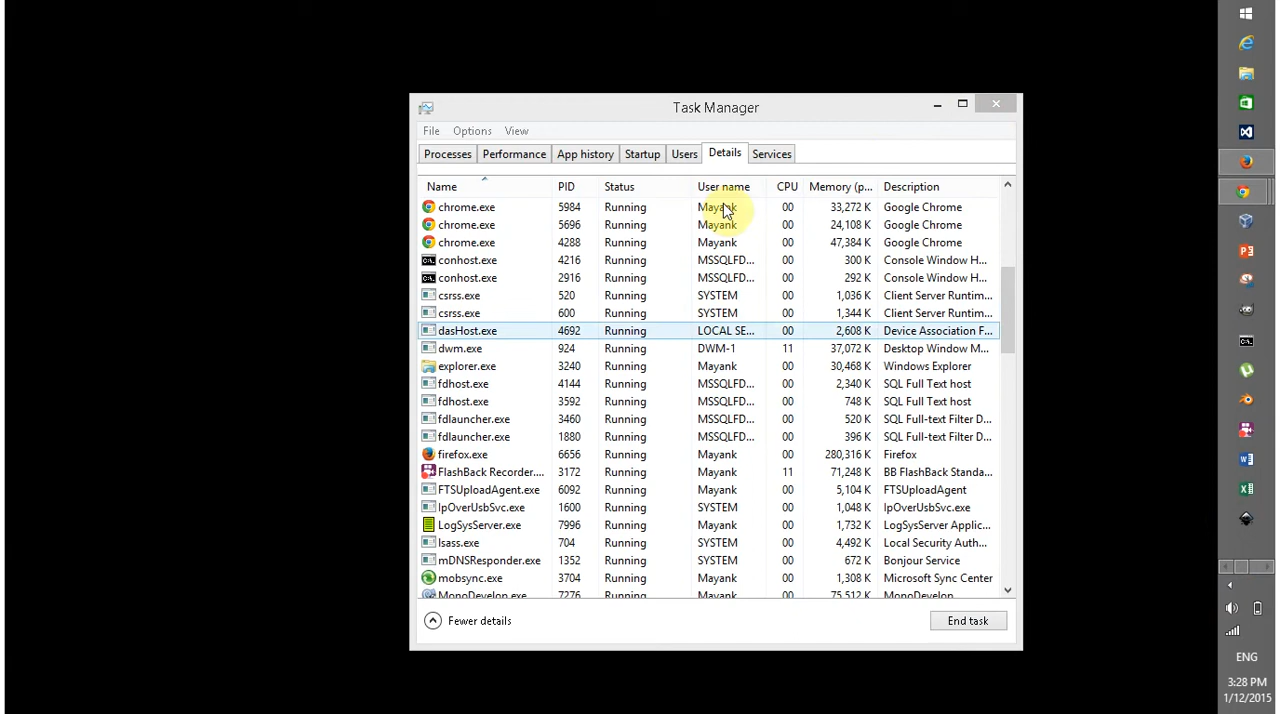 Task Manager
File Options View
Processes Performance App history Startup Users Details Services
Name PID Status User name CPU Memory (p... Description
chrome.exe 5984 Running Mayank 00 33,272 K Google Chrome
chrome.exe 5696 Running Mayank 00 24,108 K Google Chrome
chrome.exe 4288 Running Mayank 00 47,384 K Google Chrome
conhost.exe 4216 Running MSSQLFD... 00 300 K Console Window H...
conhost.exe 2916 Running MSSQLFD... 00 292 K Console Window H...
csrss.exe 520 Running SYSTEM 00 1,036 K Client Server Runtim...
csrss.exe 600 Running SYSTEM 00 1,344 K Client Server Runtim...
dasHost.exe 4692 Running LOCAL SE... 00 2,608 K Device Association F...
dwm.exe 924 Running DWM-1 11 37,072 K Desktop Window M...
explorer.exe 3240 Running Mayank 00 30,468 K Windows Explorer
fdhost.exe 4144 Running MSSQLFD... 00 2,340 K SQL Full Text host
fdhost.exe 3592 Running MSSQLFD... 00 748 K SQL Full Text host
fdlauncher.exe 3460 Running MSSQLFD... 00 520 K SQL Full-text Filter D...
fdlauncher.exe 1880 Running MSSQLFD... 00 396 K SQL Full-text Filter D...
firefox.exe 6656 Running Mayank 00 280,316 K Firefox
FlashBack Recorder.... 3172 Running Mayank 11 71,248 K BB FlashBack Standa...
FTSUploadAgent.exe 6092 Running Mayank 00 5,104 K FTSUploadAgent
IpOverUsbSvc.exe 1600 Running SYSTEM 00 1,048 K IpOverUsbSvc.exe
LogSysServer.exe 7996 Running Mayank 00 1,732 K LogSysServer Applic...
lsass.exe 704 Running SYSTEM 00 4,492 K Local Security Auth...
mDNSResponder.exe 1352 Running SYSTEM 00 672 K Bonjour Service
mobsync.exe 3704 Running Mayank 00 1,308 K Microsoft Sync Center
MonoDevelop.exe 7276 Running Mayank 00 75,512 K MonoDevelop
Fewer details End task
ENG
3:28 PM
1/12/2015